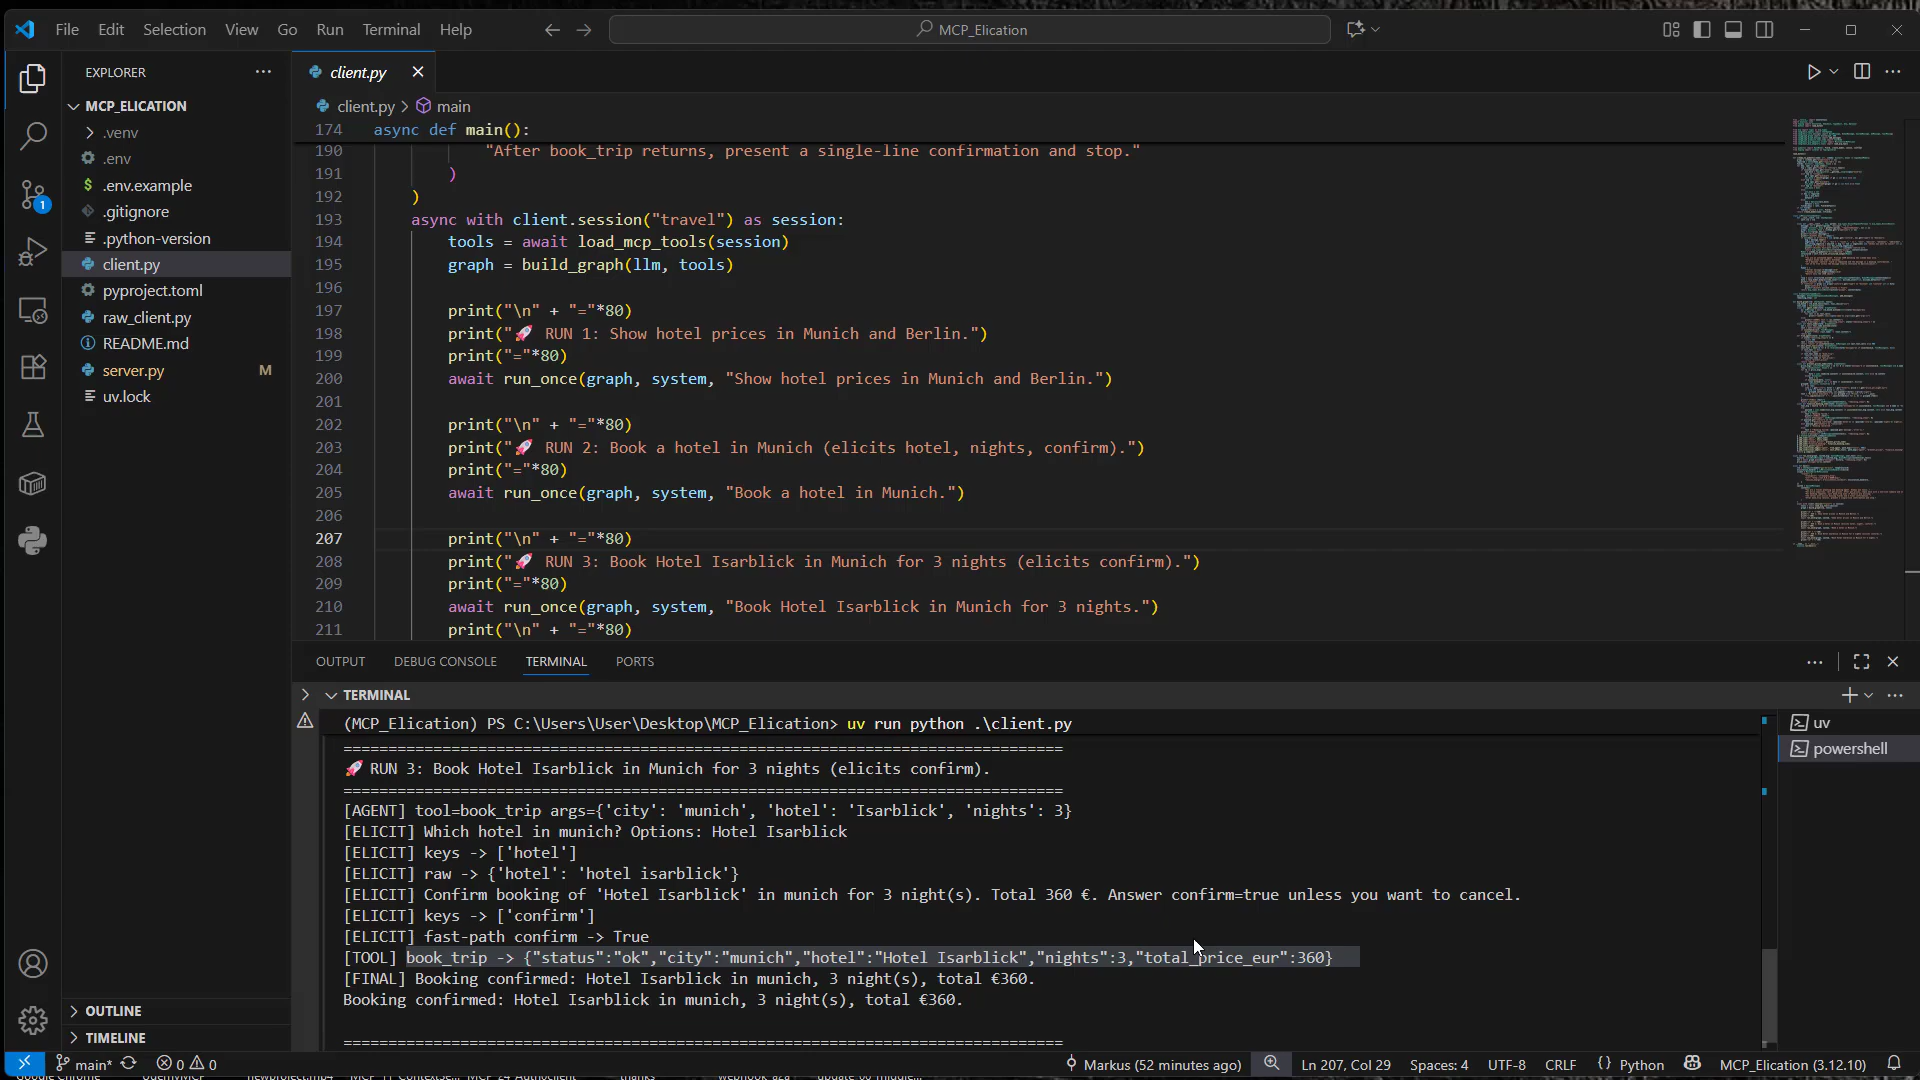 File Edit Selection View Go Run Terminal Help
MCP_Elication
EXPLORER
client.py
MCP_ELICATION
.venv
.env
.env.example
.gitignore
.python-version
client.py
pyproject.toml
raw_client.py
README.md
server.py M
uv.lock
OUTLINE
TIMELINE
1
client.py > main
174 async def main():
190 "After book_trip returns, present a single-line confirmation and stop."
191 )
192 )
193 async with client.session("travel") as session:
194 tools = await load_mcp_tools(session)
195 graph = build_graph(llm, tools)
196
197 print("\n" + "="*80)
198 print("🚀 RUN 1: Show hotel prices in Munich and Berlin.")
199 print("="*80)
200 await run_once(graph, system, "Show hotel prices in Munich and Berlin.")
201
202 print("\n" + "="*80)
203 print("🚀 RUN 2: Book a hotel in Munich (elicits hotel, nights, confirm).")
204 print("="*80)
205 await run_once(graph, system, "Book a hotel in Munich.")
206
207 print("\n" + "="*80)
208 print("🚀 RUN 3: Book Hotel Isarblick in Munich for 3 nights (elicits confirm).")
209 print("="*80)
210 await run_once(graph, system, "Book Hotel Isarblick in Munich for 3 nights.")
211 print("\n" + "="*80)
OUTPUT DEBUG CONSOLE TERMINAL PORTS
TERMINAL
uv
powershell
(MCP_Elication) PS C:\Users\User\Desktop\MCP_Elication> uv run python .\client.py
================================================================================
🚀 RUN 3: Book Hotel Isarblick in Munich for 3 nights (elicits confirm).
================================================================================
[AGENT] tool=book_trip args={'city': 'munich', 'hotel': 'Isarblick', 'nights': 3}
[ELICIT] Which hotel in munich? Options: Hotel Isarblick
[ELICIT] keys -> ['hotel']
[ELICIT] raw -> {'hotel': 'hotel isarblick'}
[ELICIT] Confirm booking of 'Hotel Isarblick' in munich for 3 night(s). Total 360 €. Answer confirm=true unless you want to cancel.
[ELICIT] keys -> ['confirm']
[ELICIT] fast-path confirm -> True
[TOOL] book_trip -> {"status":"ok","city":"munich","hotel":"Hotel Isarblick","nights":3,"total_price_eur":360}
[FINAL] Booking confirmed: Hotel Isarblick in munich, 3 night(s), total €360.
Booking confirmed: Hotel Isarblick in munich, 3 night(s), total €360.
================================================================================
main* 0 0 Markus (52 minutes ago) Ln 207, Col 29 Spaces: 4 UTF-8 CRLF {} Python MCP_Elication (3.12.10)